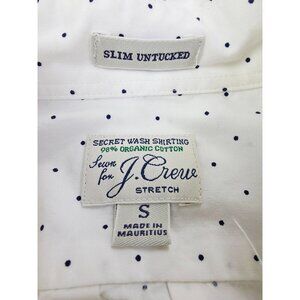 SLIM UNTUCKED
SECRET WASH SHIRTING
98% ORGANIC COTTON
Sewn for J.Crew
STRETCH
S
MADE IN
MAURITIUS